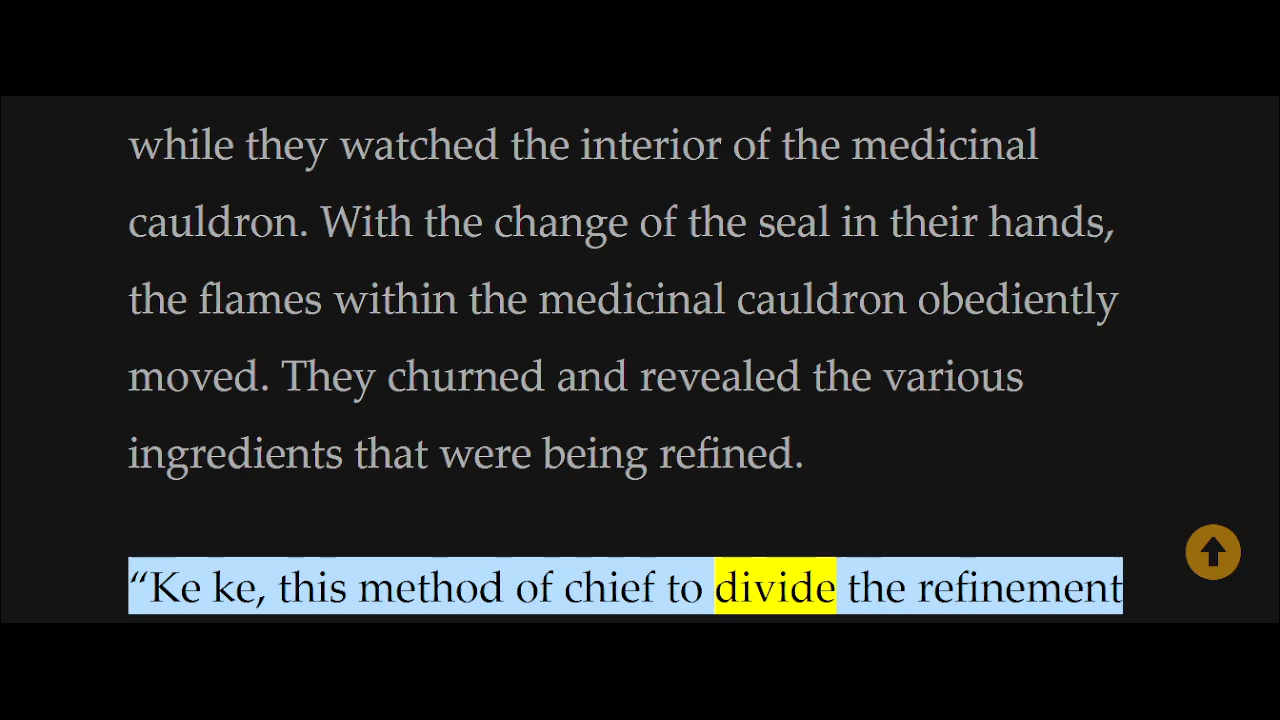 while they watched the interior of the medicinal
cauldron. With the change of the seal in their hands,
the flames within the medicinal cauldron obediently
moved. They churned and revealed the various
ingredients that were being refined.
“Ke ke, this method of chief to divide the refinement